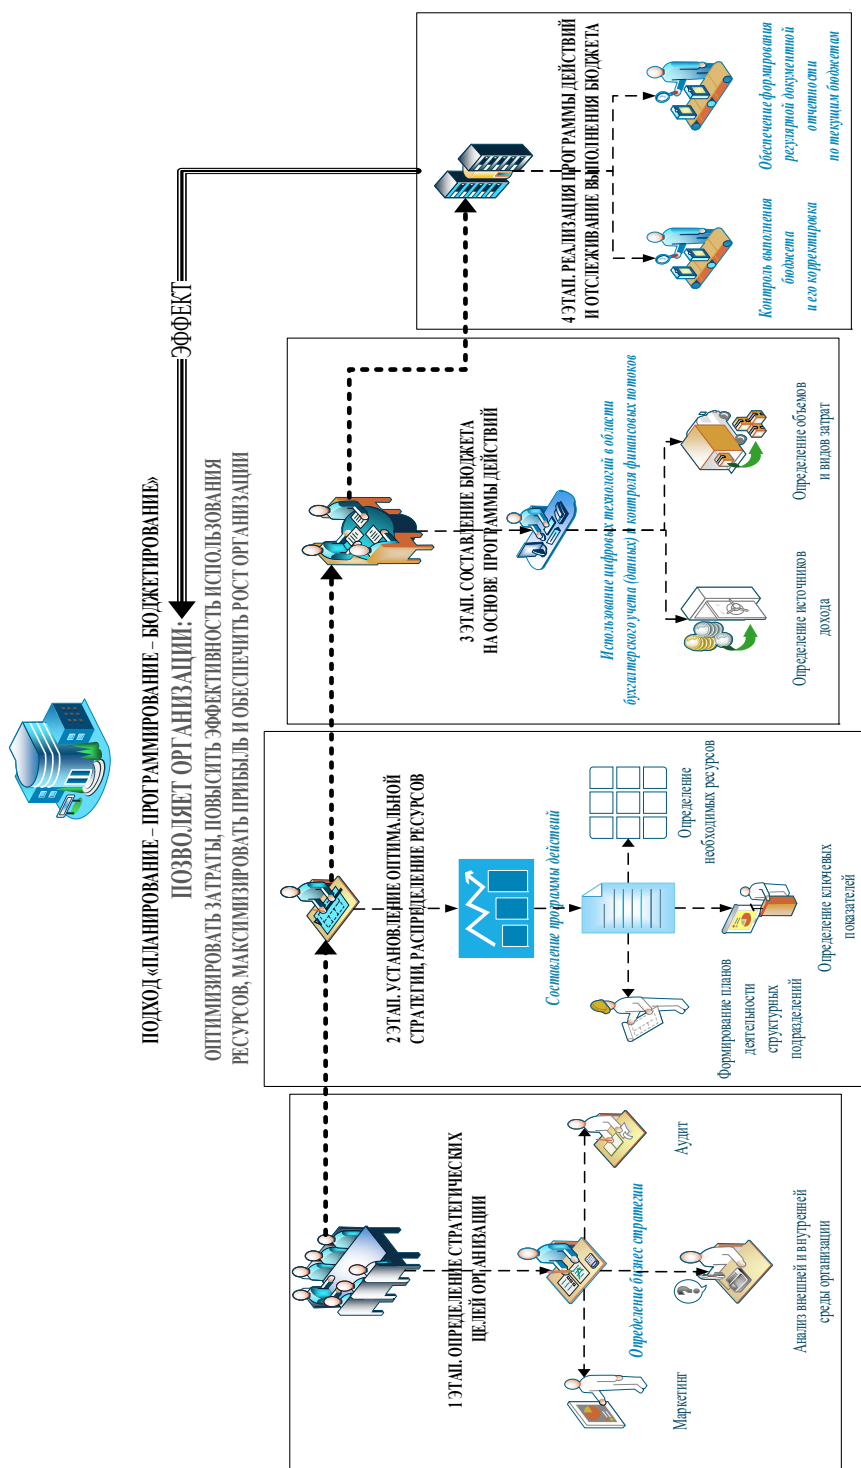 ПОДХОД «ПЛАНИРОВАНИЕ – ПРОГРАММИРОВАНИЕ – БЮДЖЕТИРОВАНИЕ»
ПОЗВОЛЯЕТ ОРГАНИЗАЦИИ:
ОПТИМИЗИРОВАТЬ ЗАТРАТЫ, ПОВЫСИТЬ ЭФФЕКТИВНОСТЬ ИСПОЛЬЗОВАНИЯ
РЕСУРСОВ, МАКСИМИЗИРОВАТЬ ПРИБЫЛЬ И ОБЕСПЕЧИТЬ РОСТ ОРГАНИЗАЦИИ
ЭФФЕКТ
1 ЭТАП. ОПРЕДЕЛЕНИЕ СТРАТЕГИЧЕСКИХ
ЦЕЛЕЙ ОРГАНИЗАЦИИ
Определение бизнес стратегии
Маркетинг
Аудит
Анализ внешней и внутренней
среды организации
2 ЭТАП. УСТАНОВЛЕНИЕ ОПТИМАЛЬНОЙ
СТРАТЕГИИ, РАСПРЕДЕЛЕНИЕ РЕСУРСОВ
Составление программы действий
Формирование планов
деятельности
структурных
подразделений
Определение
необходимых ресурсов
Определение ключевых
показателей
3 ЭТАП. СОСТАВЛЕНИЕ БЮДЖЕТА
НА ОСНОВЕ ПРОГРАММЫ ДЕЙСТВИЙ
Использование цифровых технологий в области
бухгалтерского учета (данных) и контроля финансовых потоков
Определение источников
дохода
Определение объемов
и видов затрат
4 ЭТАП. РЕАЛИЗАЦИЯ ПРОГРАММЫ ДЕЙСТВИЙ
И ОТСЛЕЖИВАНИЕ ВЫПОЛНЕНИЯ БЮДЖЕТА
Контроль выполнения
бюджета
и его корректировка
Обеспечение формирования
регулярной документной
отчетности
по текущим бюджетам